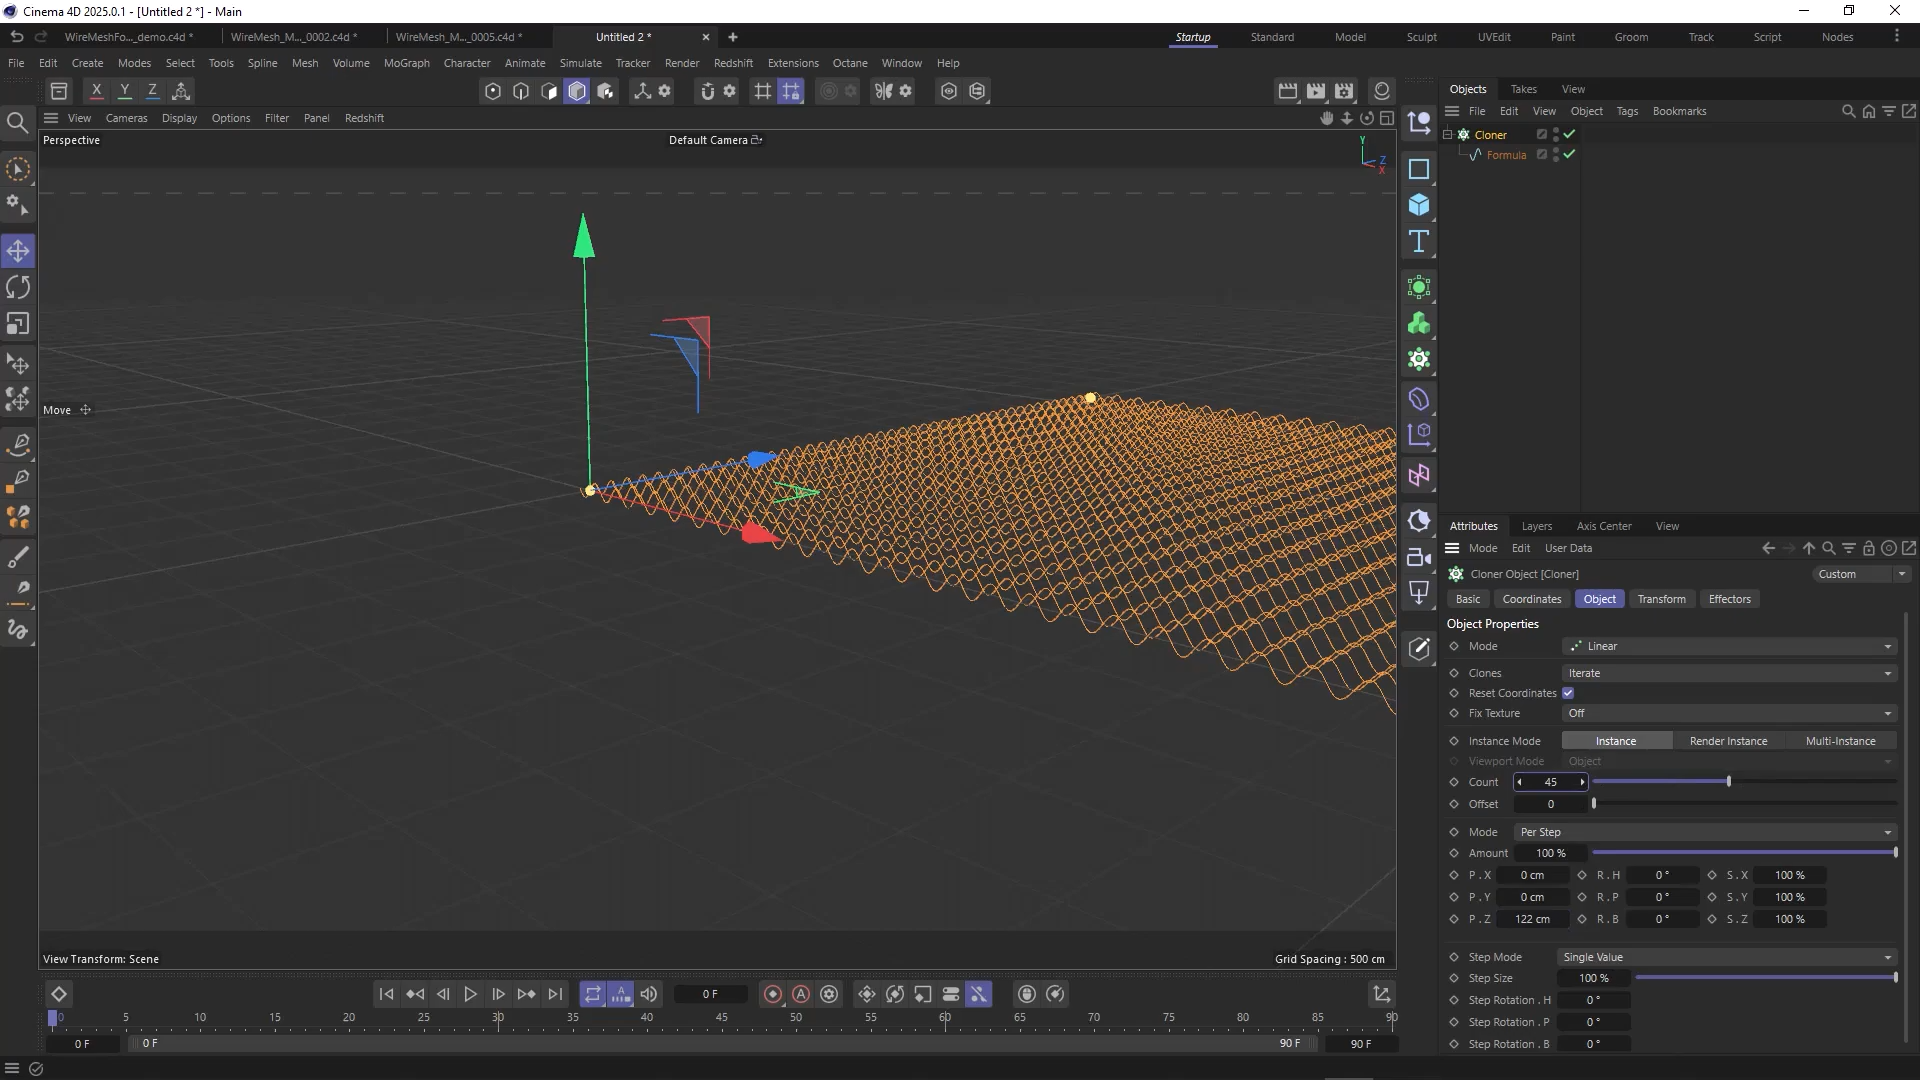 Cinema 4D 2025.0.1 - [Untitled 2 *] - Main
WireMeshFo..._demo.c4d * WireMesh_M..._0002.c4d * WireMesh_M..._0005.c4d * Untitled 2 * Startup Standard Model Sculpt UVEdit Paint Groom Track Script Nodes
File Edit Create Modes Select Tools Spline Mesh Volume MoGraph Character Animate Simulate Tracker Render Redshift Extensions Octane Window Help
X Y Z
Objects Takes View
File Edit View Object Tags Bookmarks
View Cameras Display Options Filter Panel Redshift
Perspective
Default Camera
Y
Z
X
Cloner
Formula
Move
Attributes Layers Axis Center View
Mode Edit User Data
Cloner Object [Cloner]
Custom
Basic Coordinates Object Transform Effectors
Object Properties
Mode Linear
Clones Iterate
Reset Coordinates
Fix Texture Off
Instance Mode Instance Render Instance Multi-Instance
Viewport Mode Object
Count 45
Offset 0
Mode Per Step
Amount 100 %
P . X 0 cm R . H 0 ° S . X 100 %
P . Y 0 cm R . P 0 ° S . Y 100 %
P . Z 122 cm R . B 0 ° S . Z 100 %
Step Mode Single Value
Step Size 100 %
Step Rotation . H 0 °
Step Rotation . P 0 °
Step Rotation . B 0 °
View Transform: Scene
Grid Spacing : 500 cm
A
0 F
A
0 5 10 15 20 25 30 35 40 45 50 55 60 65 70 75 80 85 90
0 F 0 F 90 F 90 F